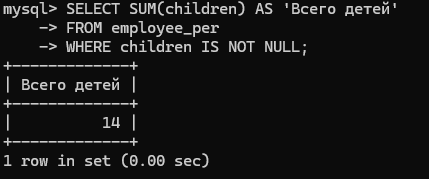 mysql> SELECT SUM(children) AS 'Всего детей'
    -> FROM employee_per
    -> WHERE children IS NOT NULL;
+-------------+
| Всего детей |
+-------------+
|          14 |
+-------------+
1 row in set (0.00 sec)